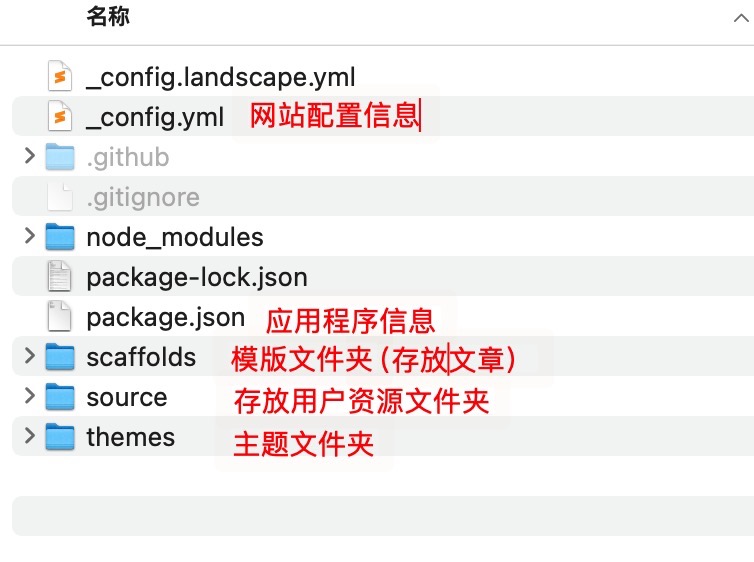 名称
_config.landscape.yml
_config.yml 网站配置信息
.github
.gitignore
node_modules
package-lock.json
package.json 应用程序信息
scaffolds 模版文件夹(存放文章)
source 存放用户资源文件夹
themes 主题文件夹